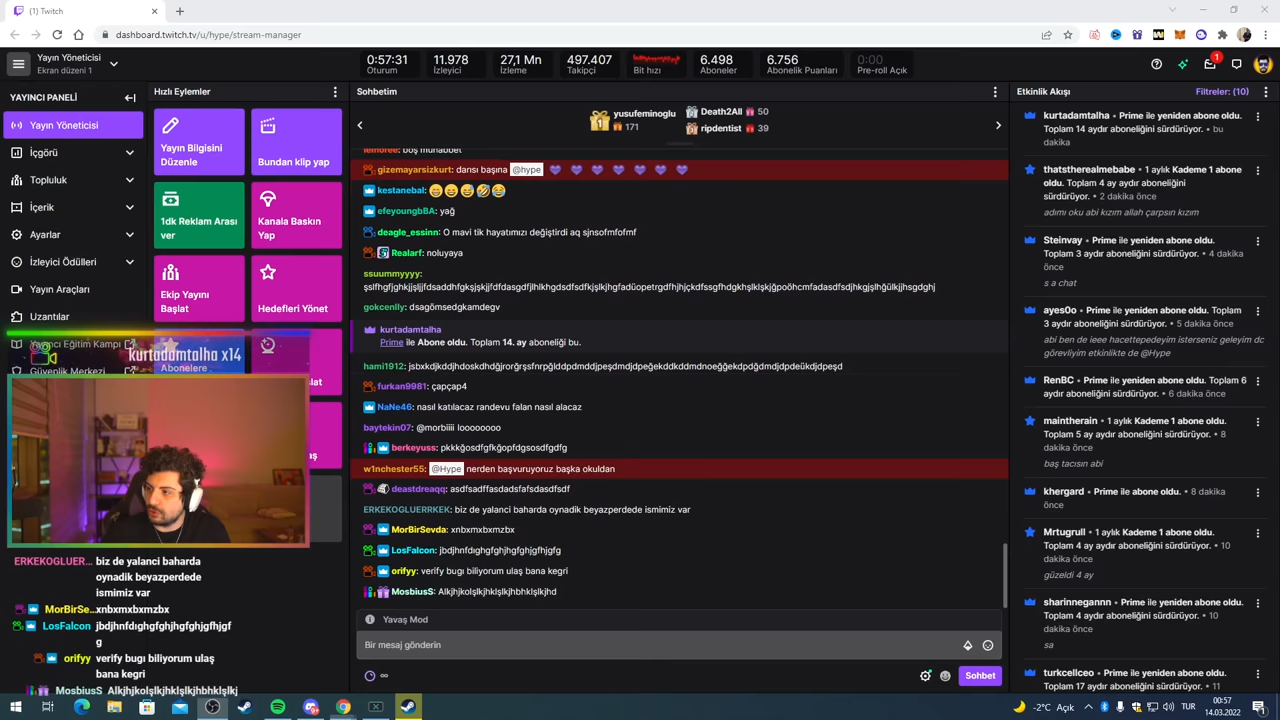 (1) Twitch
dashboard.twitch.tv/u/hype/stream-manager
Yayın Yöneticisi
Ekran düzeni 1
0:57:31
Oturum
11.978
İzleyici
27,1 Mn
İzleme
497.407
Takipçi
Bit hızı
6.498
Aboneler
6.756
Abonelik Puanları
0:00
Pre-roll Açık
1
YAYINCI PANELİ
Yayın Yöneticisi
İçgörü
Topluluk
İçerik
Ayarlar
İzleyici Ödülleri
Yayın Araçları
Uzantılar
Yayıncı Eğitim Kampı
Güvenlik Merkezi
Hızlı Eylemler
Yayın Bilgisini Düzenle
Bundan klip yap
1dk Reklam Arası ver
Kanala Baskın Yap
Ekip Yayını Başlat
Hedefleri Yönet
Abonelere
kurtadamtalha x14
ERKEKOGLUER... biz de yalanci baharda
oynadik beyazperdede
ismimiz var
MorBirSe... xnbxmxbxmzbx
LosFalcon jbdjhnfdıghgfghjhgfghjgfhjgf
g
orifyy verify bugı biliyorum ulaş
bana kegri
MosbiusS Alkjhjkolşlkjhklşlkjhbhklşlkj
Sohbetim
1 yusufeminoglu
171
Death2All 50
ripdentist 39
lemoree: boş muhabbet
gizemayarsizkurt: darısı başına @hype
kestanebal:
efeyoungbBA: yağ
deagle_essinn: O mavi tik hayatımızı değiştirdi aq sjnsofmfomf
Realarf: noluyaya
ssuummyyyy:
gokcenlly: dsagömsedgkamdegv
kurtadamtalha
Prime ile Abone oldu. Toplam 14. ay aboneliği bu.
furkan9981: çapçap4
NaNe46: nasıl katılacaz randevu falan nasıl alacaz
baytekin07: @morbiiii loooooooo
berkeyuss: pkkkğosdfgfkğopfdgsosdfgdfg
w1nchester55: @Hype nerden başvuruyoruz başka okuldan
deastdreaqq: asdfsadffasdadsfafsdasdfsdf
ERKEKOGLUERRKEK: biz de yalanci baharda oynadik beyazperdede ismimiz var
MorBirSevda: xnbxmxbxmzbx
LosFalcon: jbdjhnfdıghgfghjhgfghjgfhjgfg
orifyy: verify bugı biliyorum ulaş bana kegri
MosbiusS: Alkjhjkolşlkjhklşlkjhbhklşlkjhd
Yavaş Mod
Bir mesaj gönderin
Sohbet
Etkinlik Akışı
Filtreler: (10)
kurtadamtalha • Prime ile yeniden abone oldu.
Toplam 14 aydır aboneliğini sürdürüyor. • bu
dakika
thatstherealmebabe • 1 aylık Kademe 1 abone
oldu. Toplam 4 ay aydır aboneliğini
sürdürüyor. • 2 dakika önce
adımı oku abi kızım allah çarpsın kızım
Steinvay • Prime ile yeniden abone oldu.
Toplam 3 aydır aboneliğini sürdürüyor. • 4 dakika
önce
s a chat
ayes0o • Prime ile yeniden abone oldu. Toplam
3 aydır aboneliğini sürdürüyor. • 5 dakika önce
abi ben de ieee hacettepedeyim isterseniz geleyim dc
görevliyim etkinlikte de @Hype
RenBC • Prime ile yeniden abone oldu. Toplam 6
aydır aboneliğini sürdürüyor. • 6 dakika önce
maintherain • 1 aylık Kademe 1 abone oldu.
Toplam 5 ay aydır aboneliğini sürdürüyor. • 8
dakika önce
baş tacısın abi
khergard • Prime ile abone oldu. • 8 dakika
önce
Mrtugrull • 1 aylık Kademe 1 abone oldu.
Toplam 4 ay aydır aboneliğini sürdürüyor. • 10
dakika önce
güzeldi 4 ay
sharinnegannn • Prime ile yeniden abone oldu.
Toplam 4 aydır aboneliğini sürdürüyor. • 10
dakika önce
sa
turkcellceo • Prime ile yeniden abone oldu.
Toplam 17 aydır aboneliğini sürdürüyor. • 11
-2°C Açık
TUR
00:57
14.03.2022